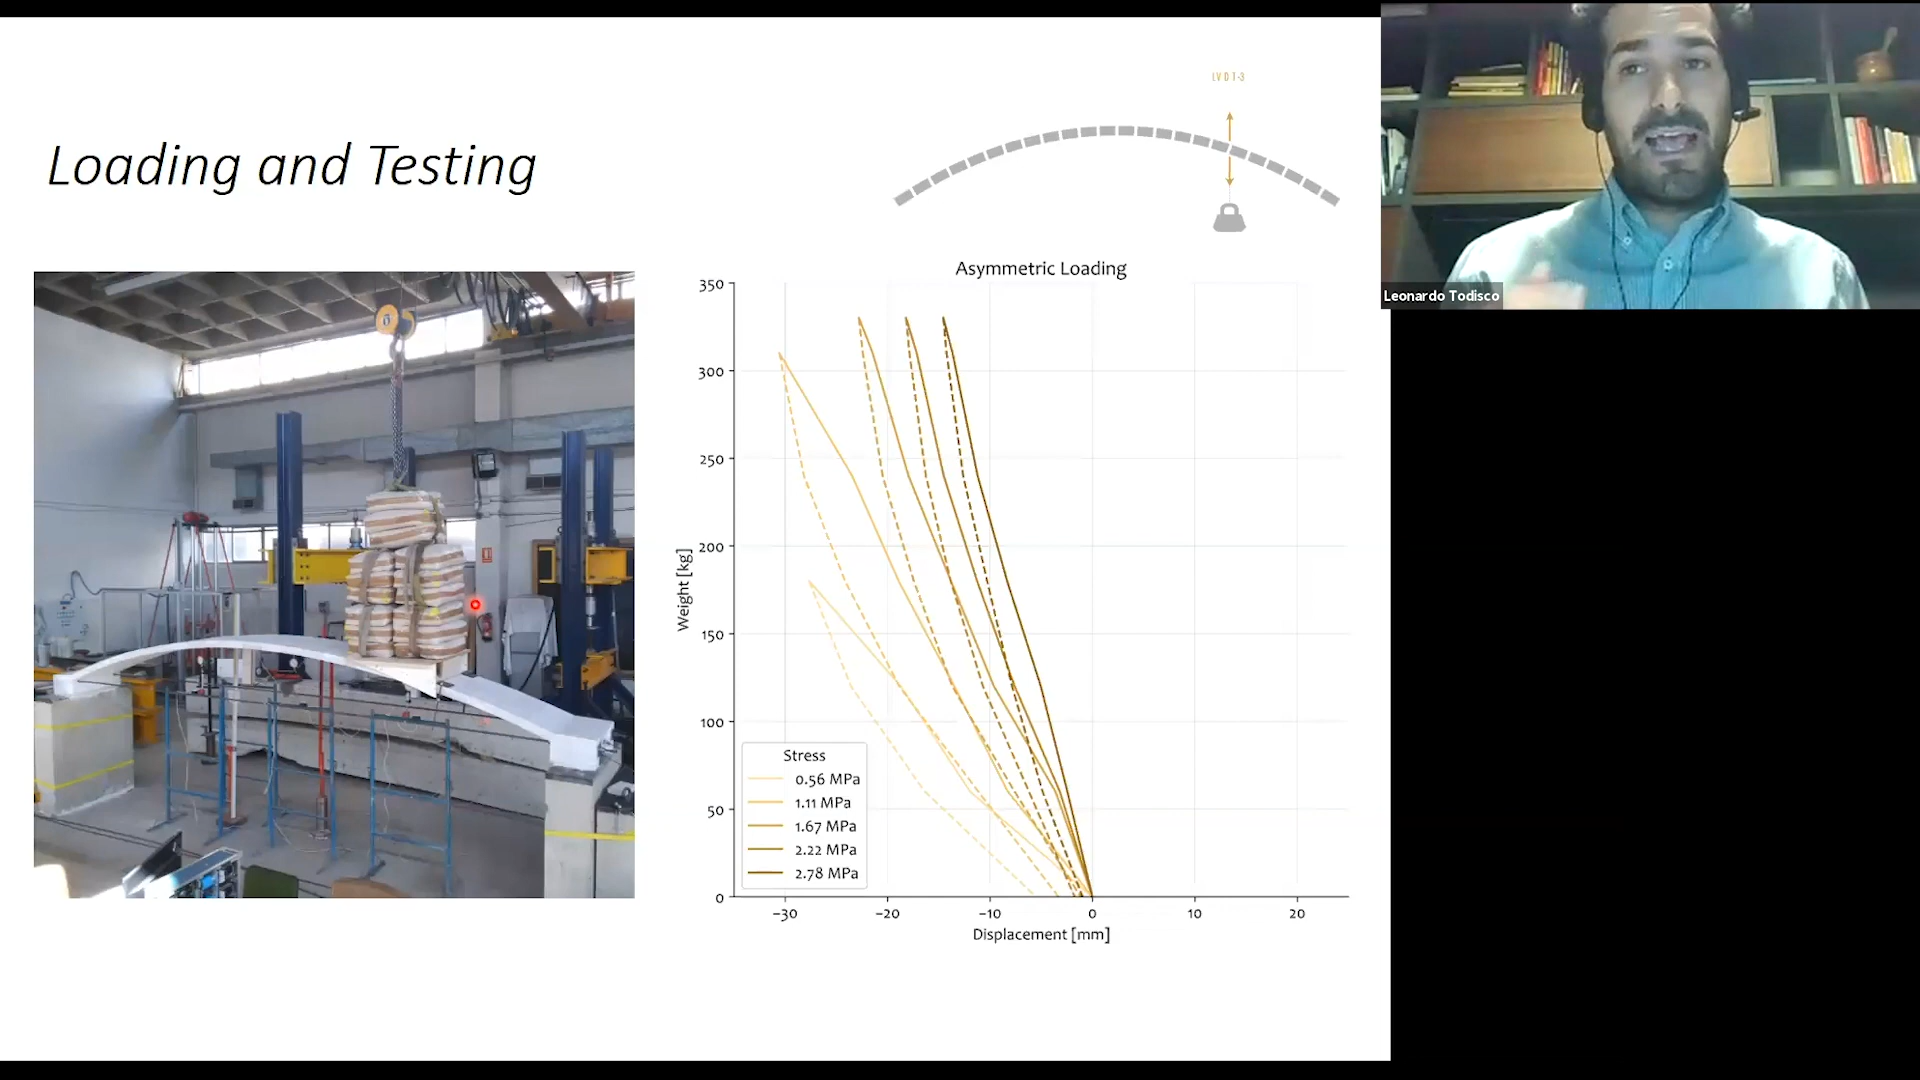 Loading and Testing
LVDT-3
Asymmetric Loading
350
300
250
200
150
100
50
0
Weight [kg]
Stress
0.56 MPa
1.11 MPa
1.67 MPa
2.22 MPa
2.78 MPa
−30
−20
−10
0
10
20
Displacement [mm]
Leonardo Todisco